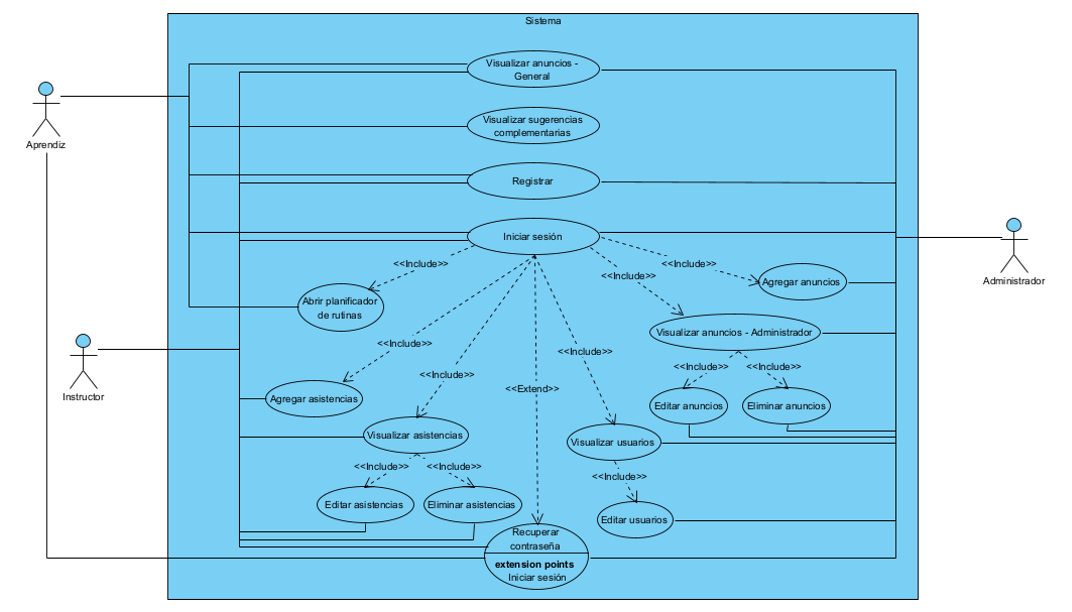 Sistema
Visualizar anuncios -
General
Aprendiz
Visualizar sugerencias
complementarias
Registrar
Iniciar sesión
Administrador
<<Include>>
<<Include>>
<<Include>>
Agregar anuncios
Abrir planificador
de rutinas
Visualizar anuncios - Administrador
<<Include>>
<<Include>>
<<Include>>
<<Include>>
<<Include>>
<<Extend>>
Instructor
Agregar asistencias
Editar anuncios
Eliminar anuncios
Visualizar asistencias
Visualizar usuarios
<<Include>>
<<Include>>
<<Include>>
Editar asistencias
Eliminar asistencias
Editar usuarios
Recuperar
contraseña
extension points
Iniciar sesión